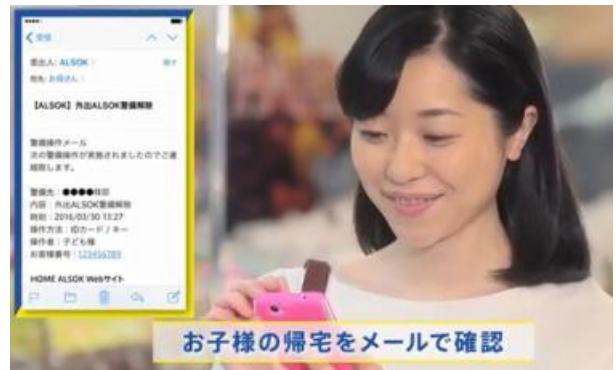 受信
差出人: ALSOK
隠す
宛先: お母さん
【ALSOK】外出ALSOK警備解除
警備操作メール
次の警備操作が実施されましたのでご連
絡致します。
警備先：●●●●様邸
内容：外出ALSOK警備解除
時刻：2016/03/30 13:27
操作方法：IDカード / キー
操作者：子ども様
お客様番号：123456789
HOME ALSOK Webサイト
お子様の帰宅をメールで確認